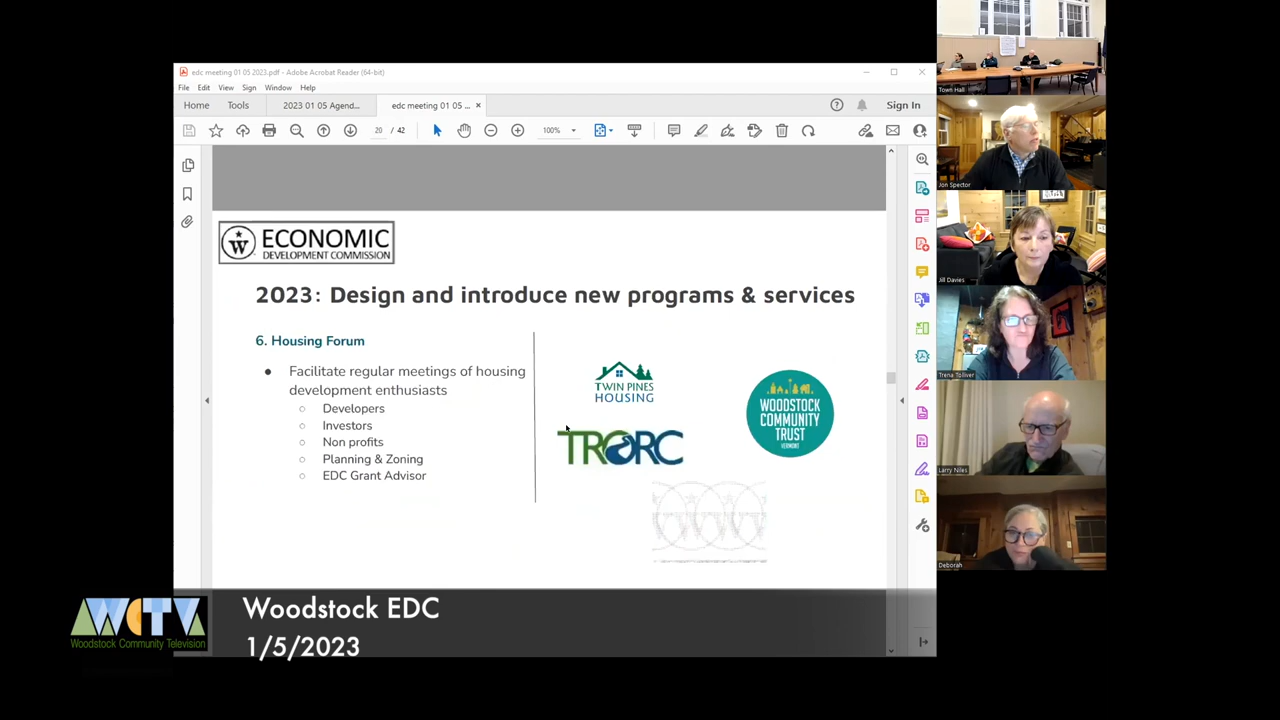 edc meeting 01 05 2023.pdf - Adobe Acrobat Reader (64-bit)
File Edit View Sign Window Help
Home Tools 2023 01 05 Agend... edc meeting 01 05 ... × Sign In
20 / 42 100%
ECONOMIC
DEVELOPMENT COMMISSION
2023: Design and introduce new programs & services
6. Housing Forum
● Facilitate regular meetings of housing
development enthusiasts
○ Developers
○ Investors
○ Non profits
○ Planning & Zoning
○ EDC Grant Advisor
TWIN PINES
HOUSING
TRORC
WOODSTOCK
COMMUNITY
TRUST
VERMONT
Town Hall
Jon Spector
Jill Davies
Trena Tolliver
Larry Niles
Deborah
WCTV
Woodstock Community Television
Woodstock EDC
1/5/2023